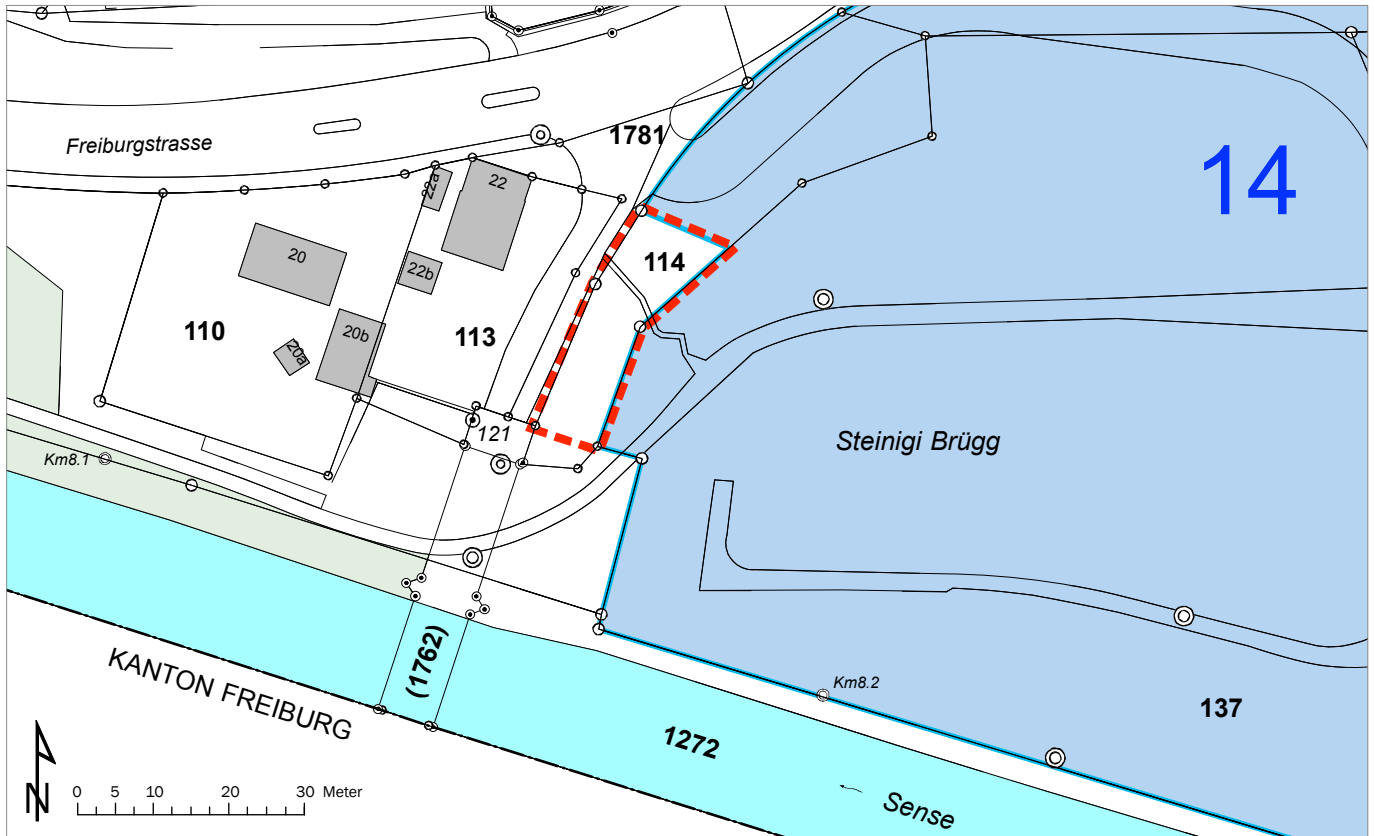 Freiburgstrasse
1781
14
22a
22
20
22b
114
110
20b
20a
113
121
Steinigi Brügg
Km8.1
(1762)
KANTON FREIBURG
Km8.2
137
1272
N
0 5 10 20 30 Meter
Sense